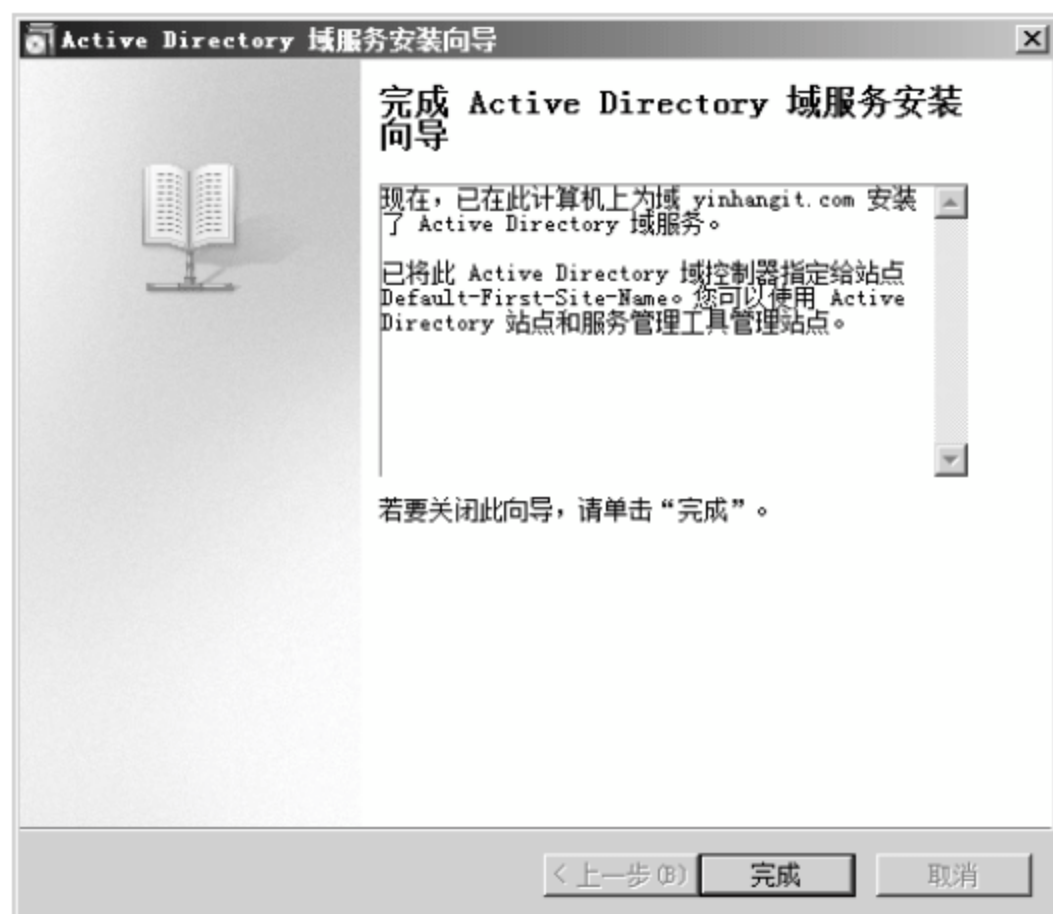 Active Directory 域服务安装向导
完成 Active Directory 域服务安装
向导
现在，已在此计算机上为域 yinhangit.com 安装
了 Active Directory 域服务。
已将此 Active Directory 域控制器指定给站点
Default-First-Site-Name。您可以使用 Active
Directory 站点和服务管理工具管理站点。
若要关闭此向导，请单击“完成”。
< 上一步(B) 完成 取消